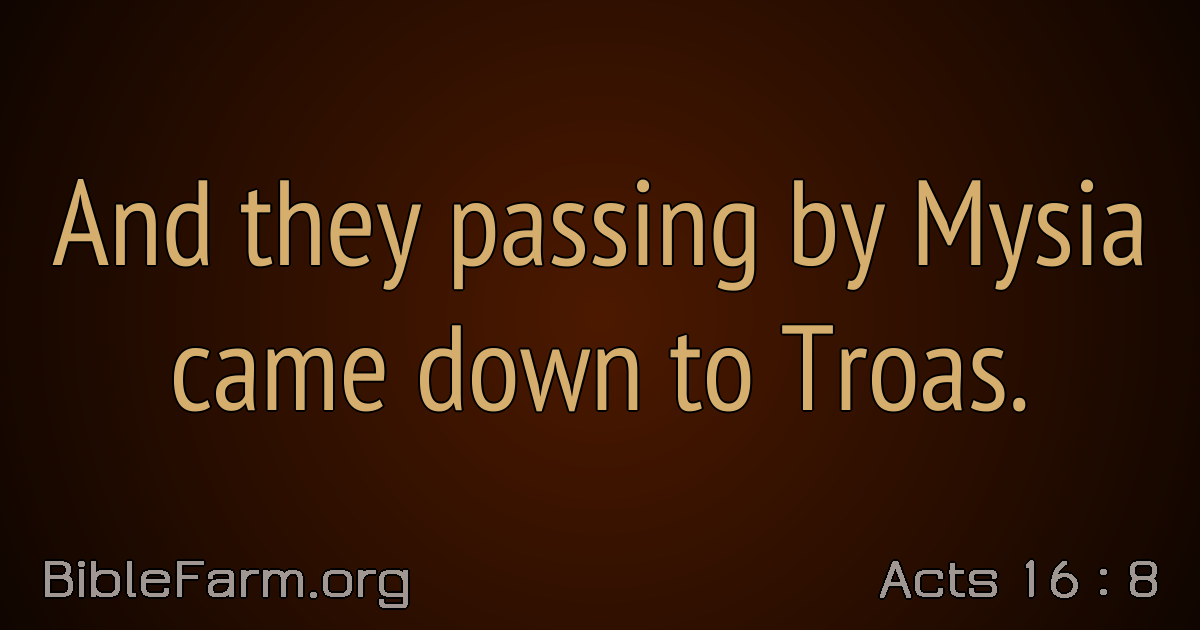 And they passing by Mysia
came down to Troas.
BibleFarm.org
Acts 16 : 8